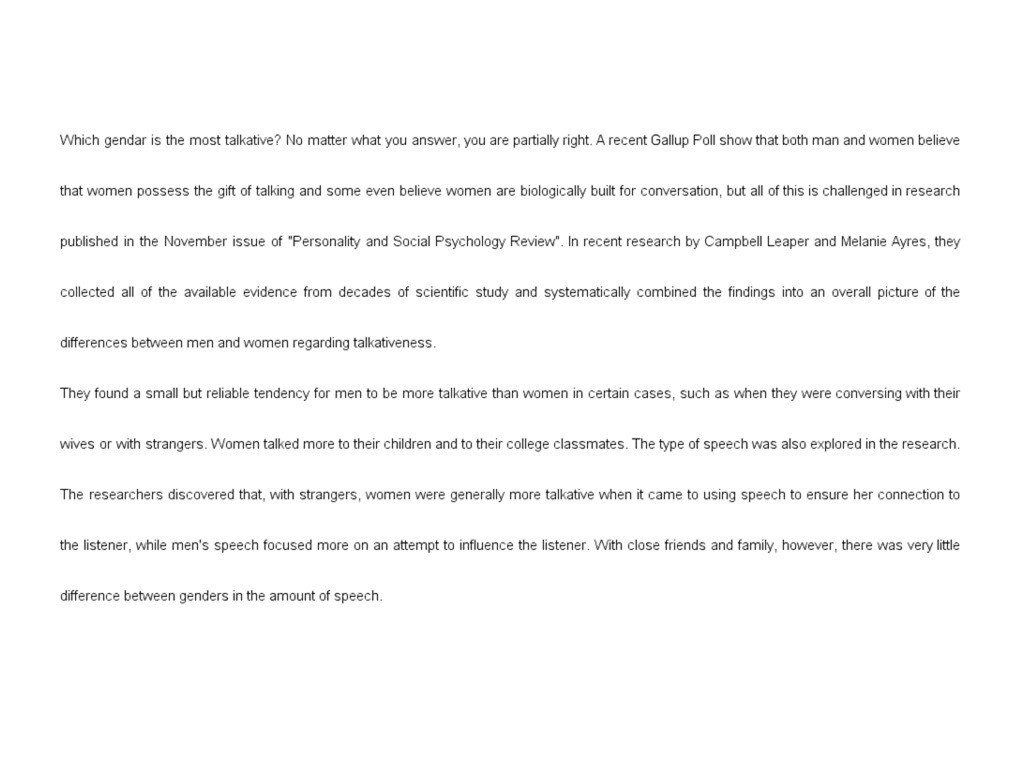 Which gendar is the most talkative? No matter what you answer, you are partially right. A recent Gallup Poll show that both man and women believe
that women possess the gift of talking and some even believe women are biologically built for conversation, but all of this is challenged in research
published in the November issue of "Personality and Social Psychology Review". In recent research by Campbell Leaper and Melanie Ayres, they
collected all of the available evidence from decades of scientific study and systematically combined the findings into an overall picture of the
differences between men and women regarding talkativeness.
They found a small but reliable tendency for men to be more talkative than women in certain cases, such as when they were conversing with their
wives or with strangers. Women talked more to their children and to their college classmates. The type of speech was also explored in the research.
The researchers discovered that, with strangers, women were generally more talkative when it came to using speech to ensure her connection to
the listener, while men's speech focused more on an attempt to influence the listener. With close friends and family, however, there was very little
difference between genders in the amount of speech.